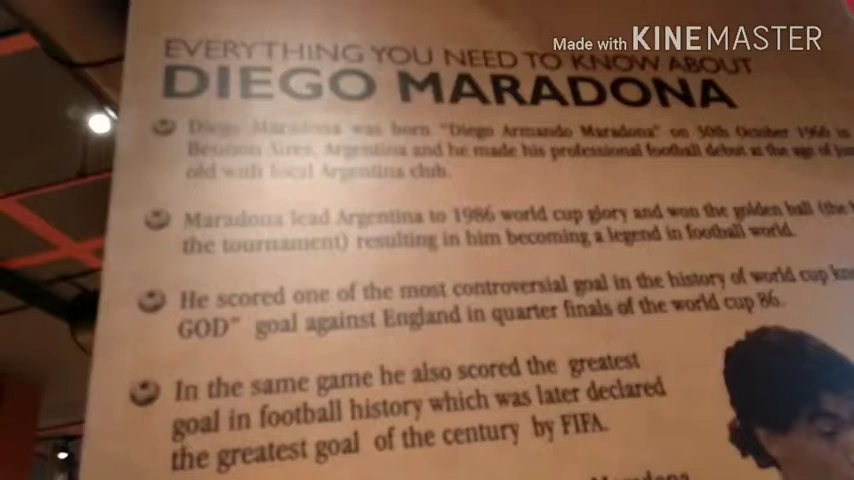 Made with KINEMASTER
EVERYTHING YOU NEED TO KNOW ABOUT
DIEGO MARADONA
Diego Maradona was born "Diego Armando Maradona" on 30th October 1960 in
Aires, Argentina and he made his professional football debut at the age of
old with local Argentina club.
Maradona lead Argentina to 1986 world cup glory and won the golden ball (the
the tournament) resulting in him becoming a legend in football world.
He scored one of the most controversial goal in the history of world cup
GOD" goal against England in quarter finals of the world cup 86.
In the same game he also scored the greatest
goal in football history which was later declared
the greatest goal of the century by FIFA.
Maradona